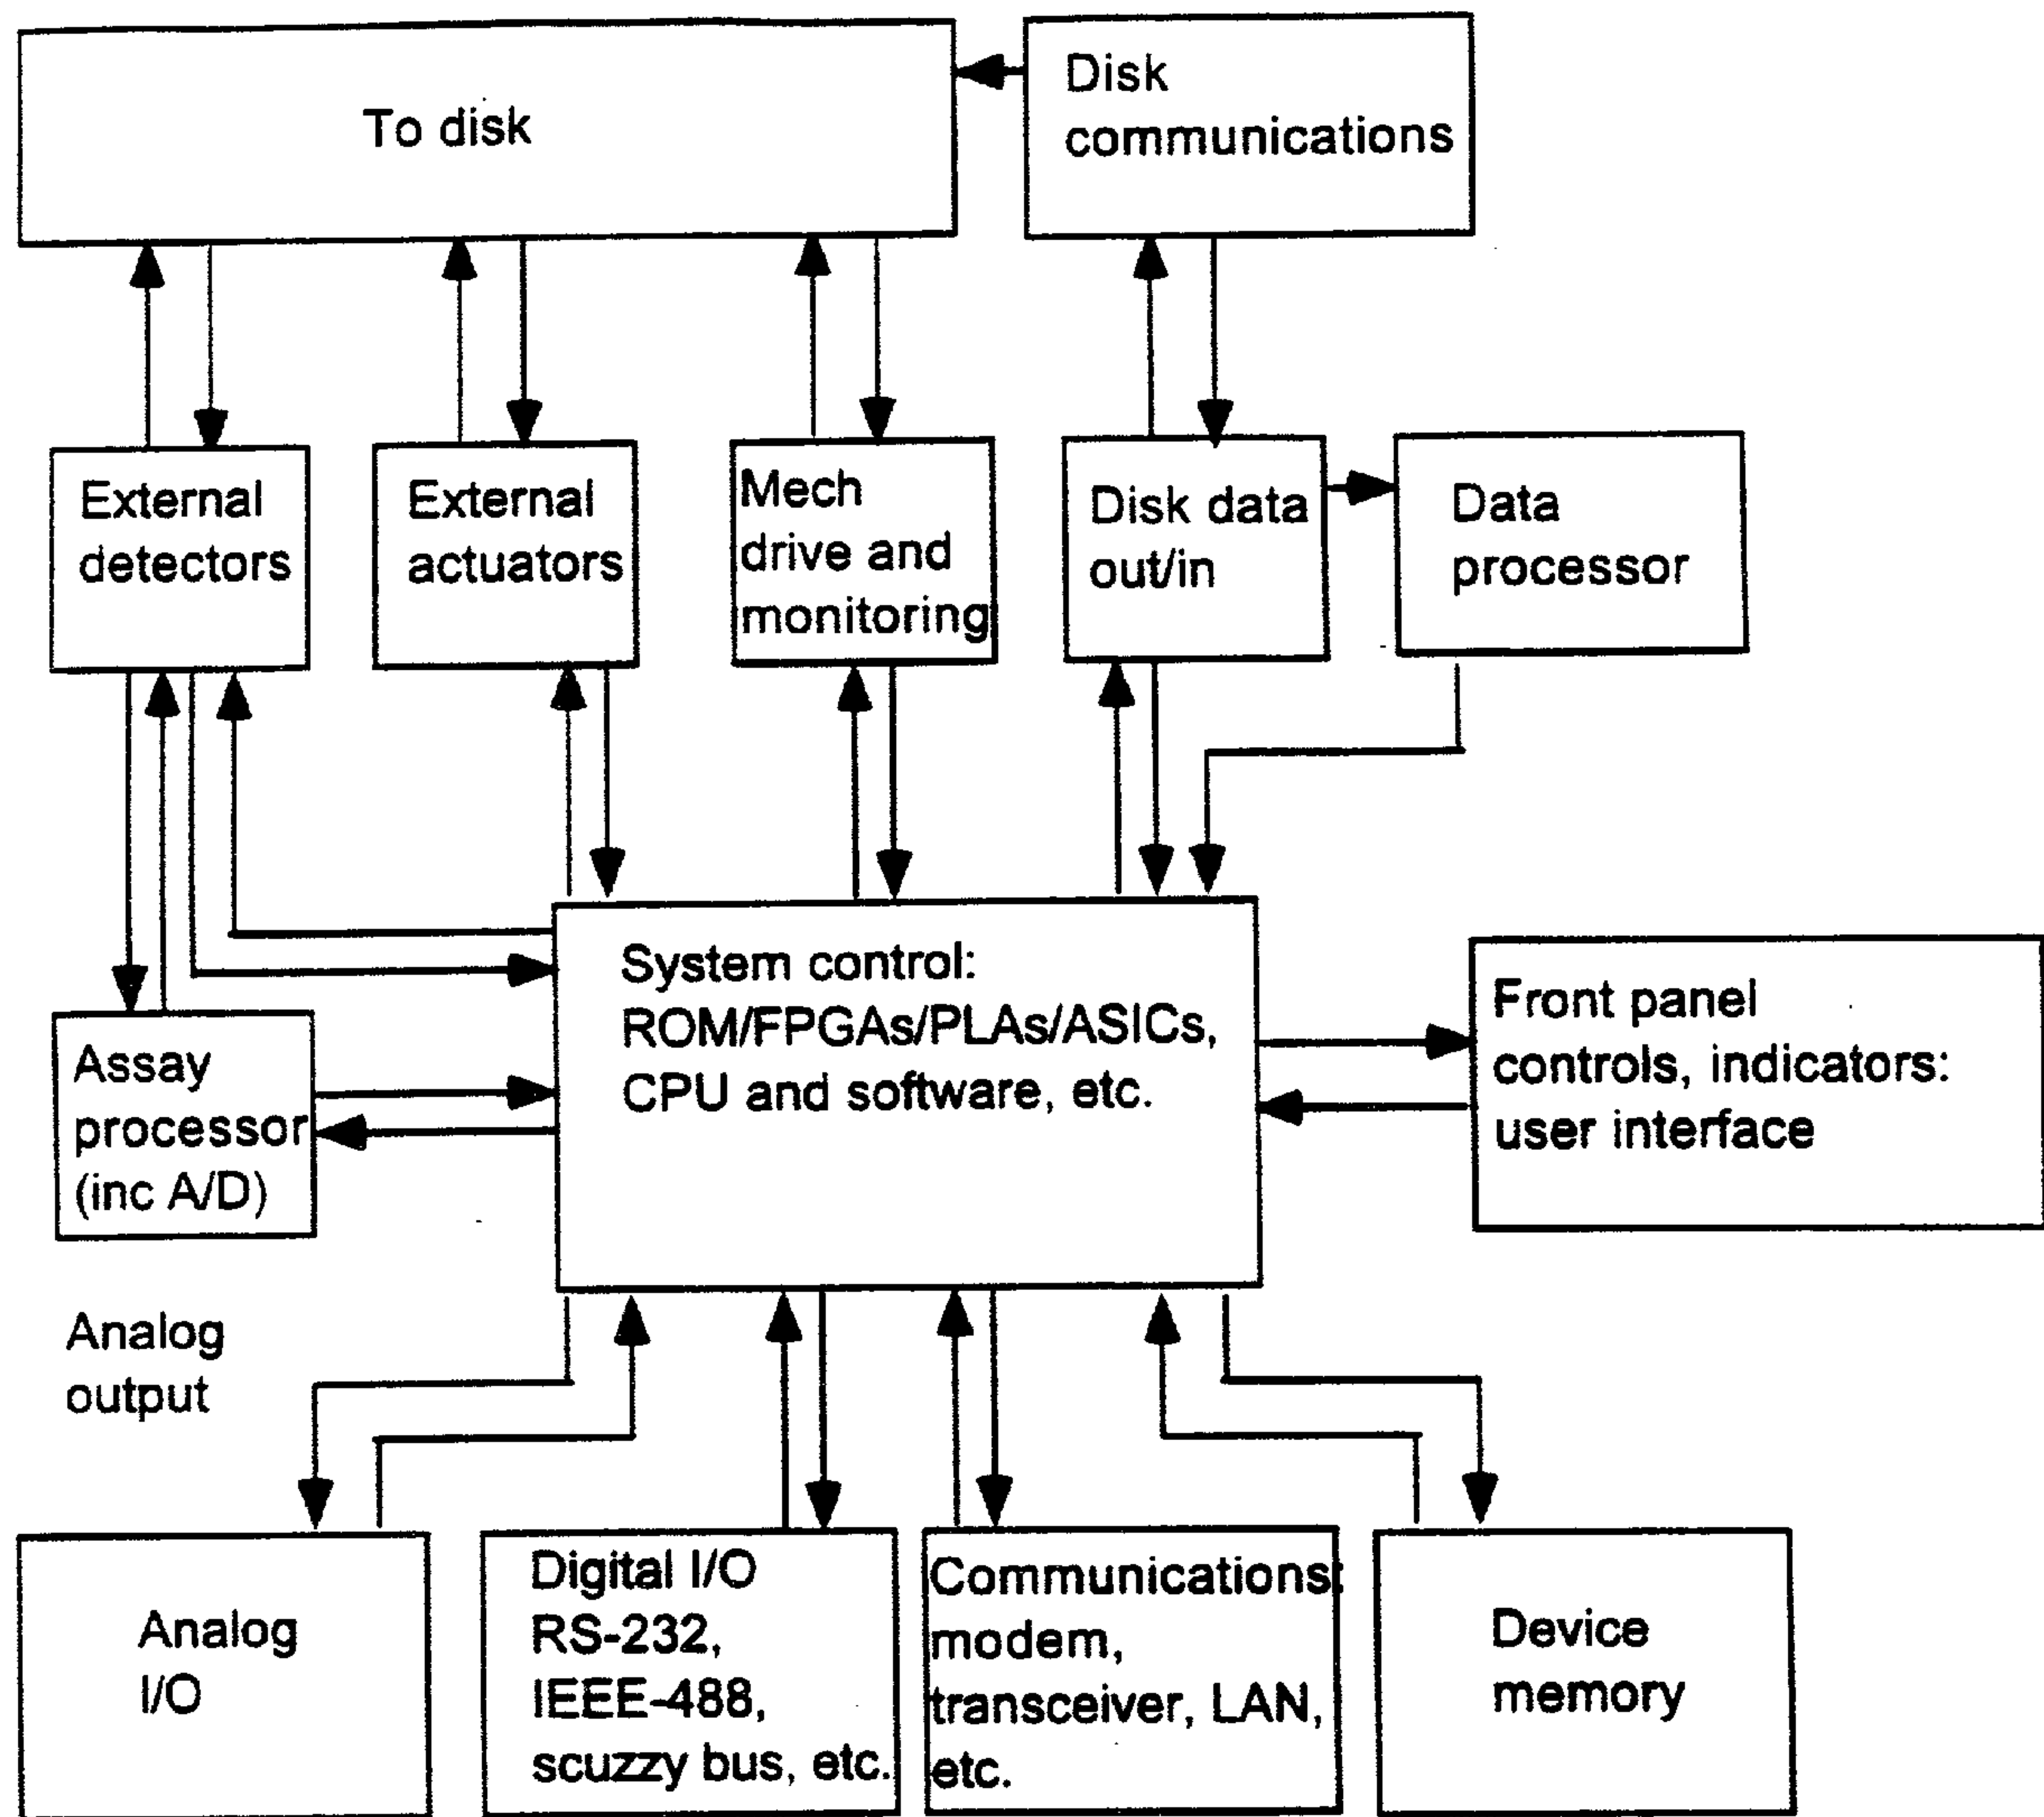 To disk
Disk
communications
External
detectors
External
actuators
Mech
drive and
monitoring
Disk data
out/in
Data
processor
Assay
processor
(inc A/D)
System control:
ROM/FPGAs/PLAs/ASICs,
CPU and software, etc.
Front panel
controls, indicators:
user interface
Analog
output
Analog
I/O
Digital I/O
RS-232,
IEEE-488,
scuzzy bus, etc.
Communications:
modem,
transceiver, LAN,
etc.
Device
memory